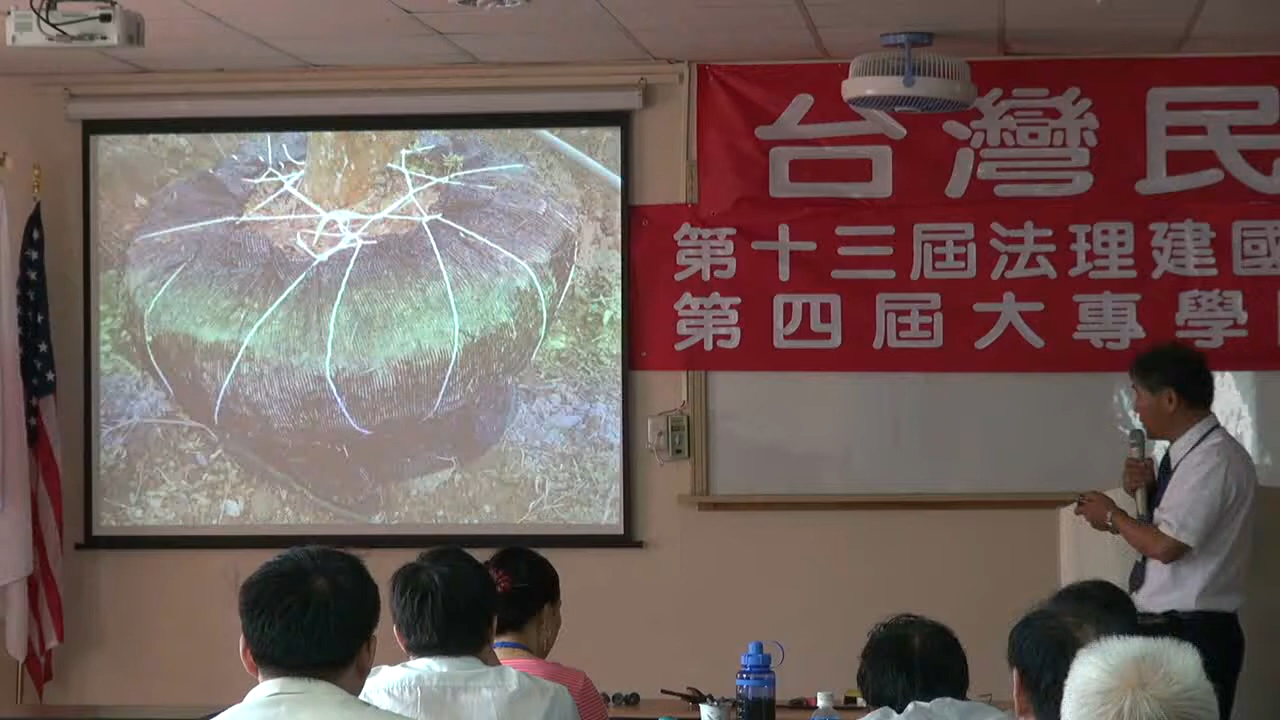 台灣民
第十三屆法理建國
第四屆大專學